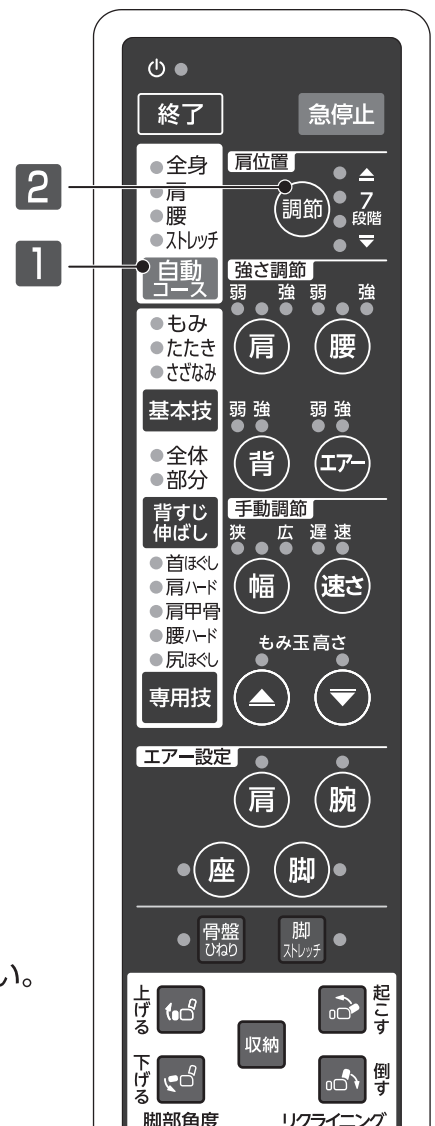 終了
急停止
2
1
全身
肩
腰
ストレッチ
自動
コース
肩位置
調節
7
段階
強さ調節
弱 強 弱 強
肩 腰
もみ
たたき
さざなみ
基本技
弱 強 弱 強
背 エアー
全体
部分
背すじ
伸ばし
手動調節
狭 広 遅 速
幅 速さ
首ほぐし
肩ハード
肩甲骨
腰ハード
尻ほぐし
専用技
もみ玉高さ
エアー設定
肩 腕
座 脚
骨盤
ひねり
脚
ストレッチ
い。
上げる
起こす
収納
下げる
倒す
脚部角度 リクライニング